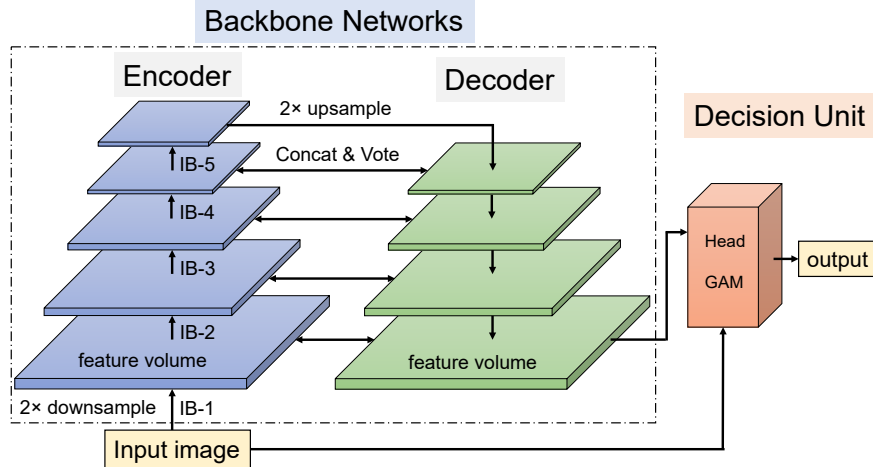 Backbone Networks
Encoder
Decoder
2× upsample
Decision Unit
Concat & Vote
IB-5
IB-4
IB-3
IB-2
Head
GAM
output
feature volume
feature volume
2× downsample
IB-1
Input image